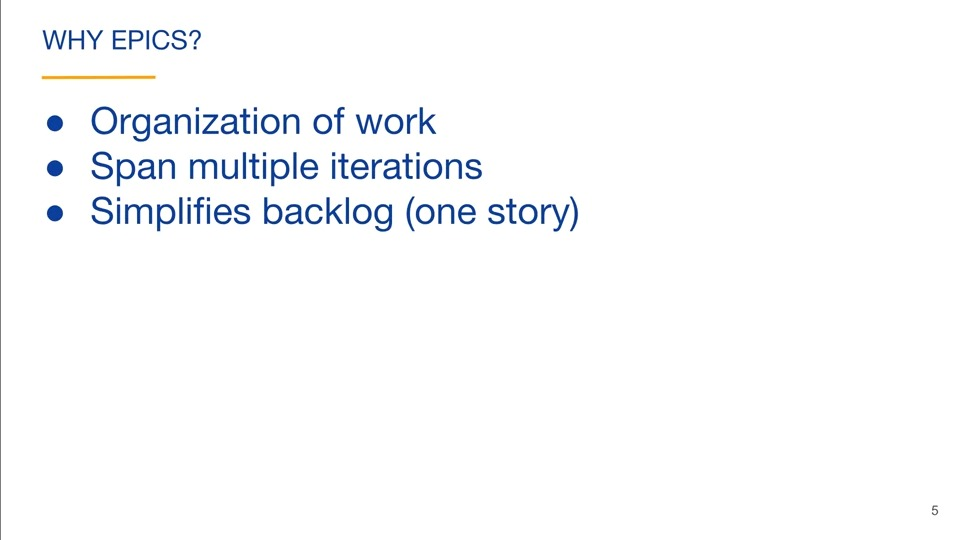 WHY EPICS?
● Organization of work
● Span multiple iterations
● Simplifies backlog (one story)
5